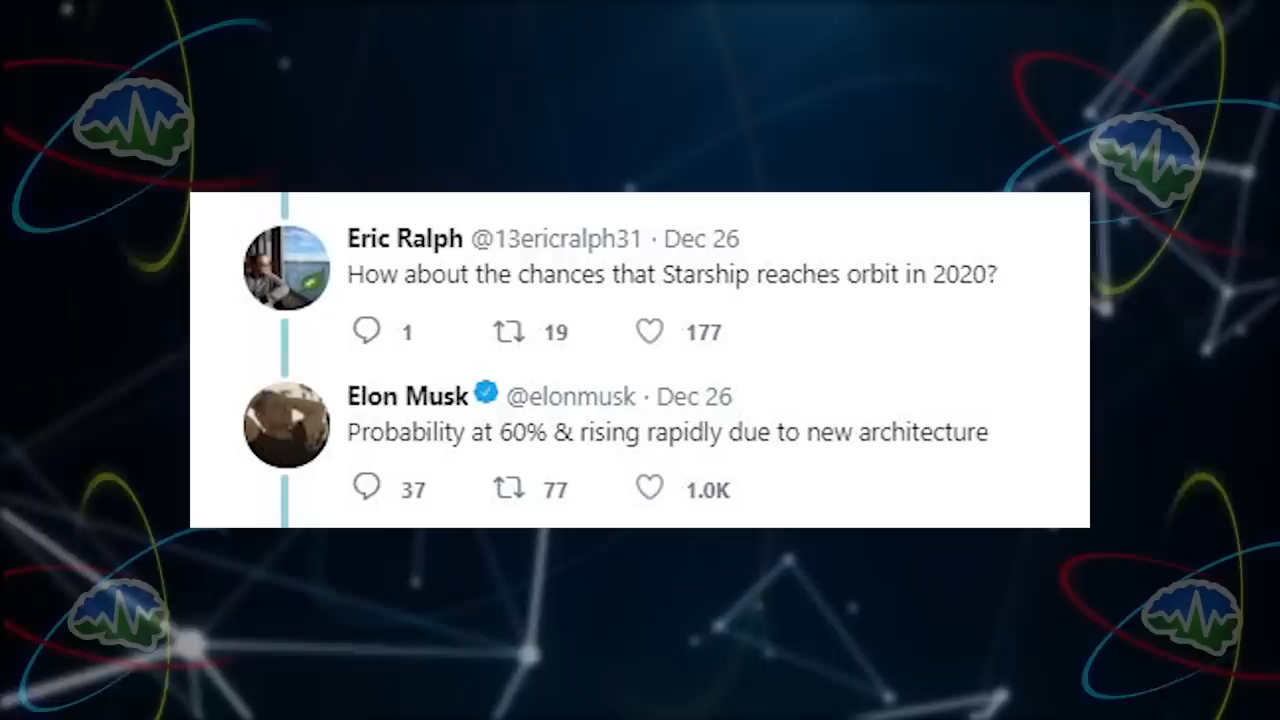 Eric Ralph @13ericralph31 · Dec 26
How about the chances that Starship reaches orbit in 2020?
1 19 177
Elon Musk @elonmusk · Dec 26
Probability at 60% & rising rapidly due to new architecture
37 77 1.0K